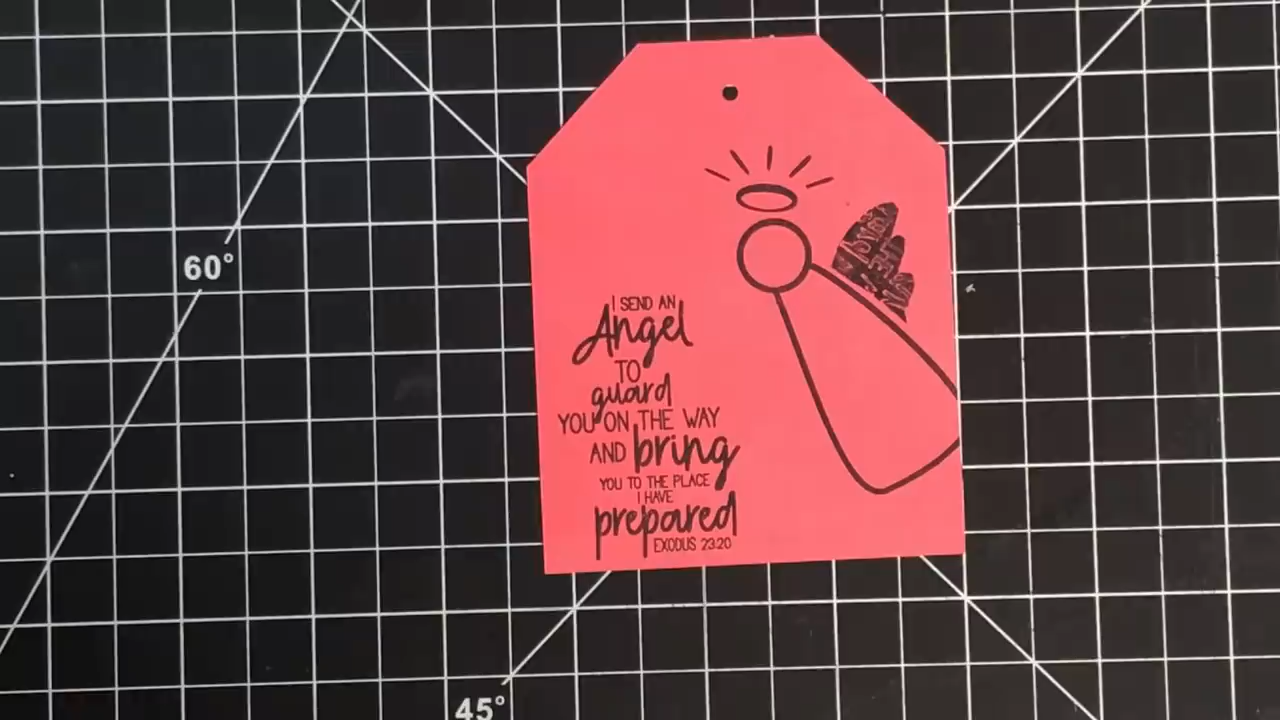 60°
I SEND AN
Angel
TO
guard
YOU ON THE WAY
AND bring
YOU TO THE PLACE
I HAVE
prepared
EXODUS 23:20
45°